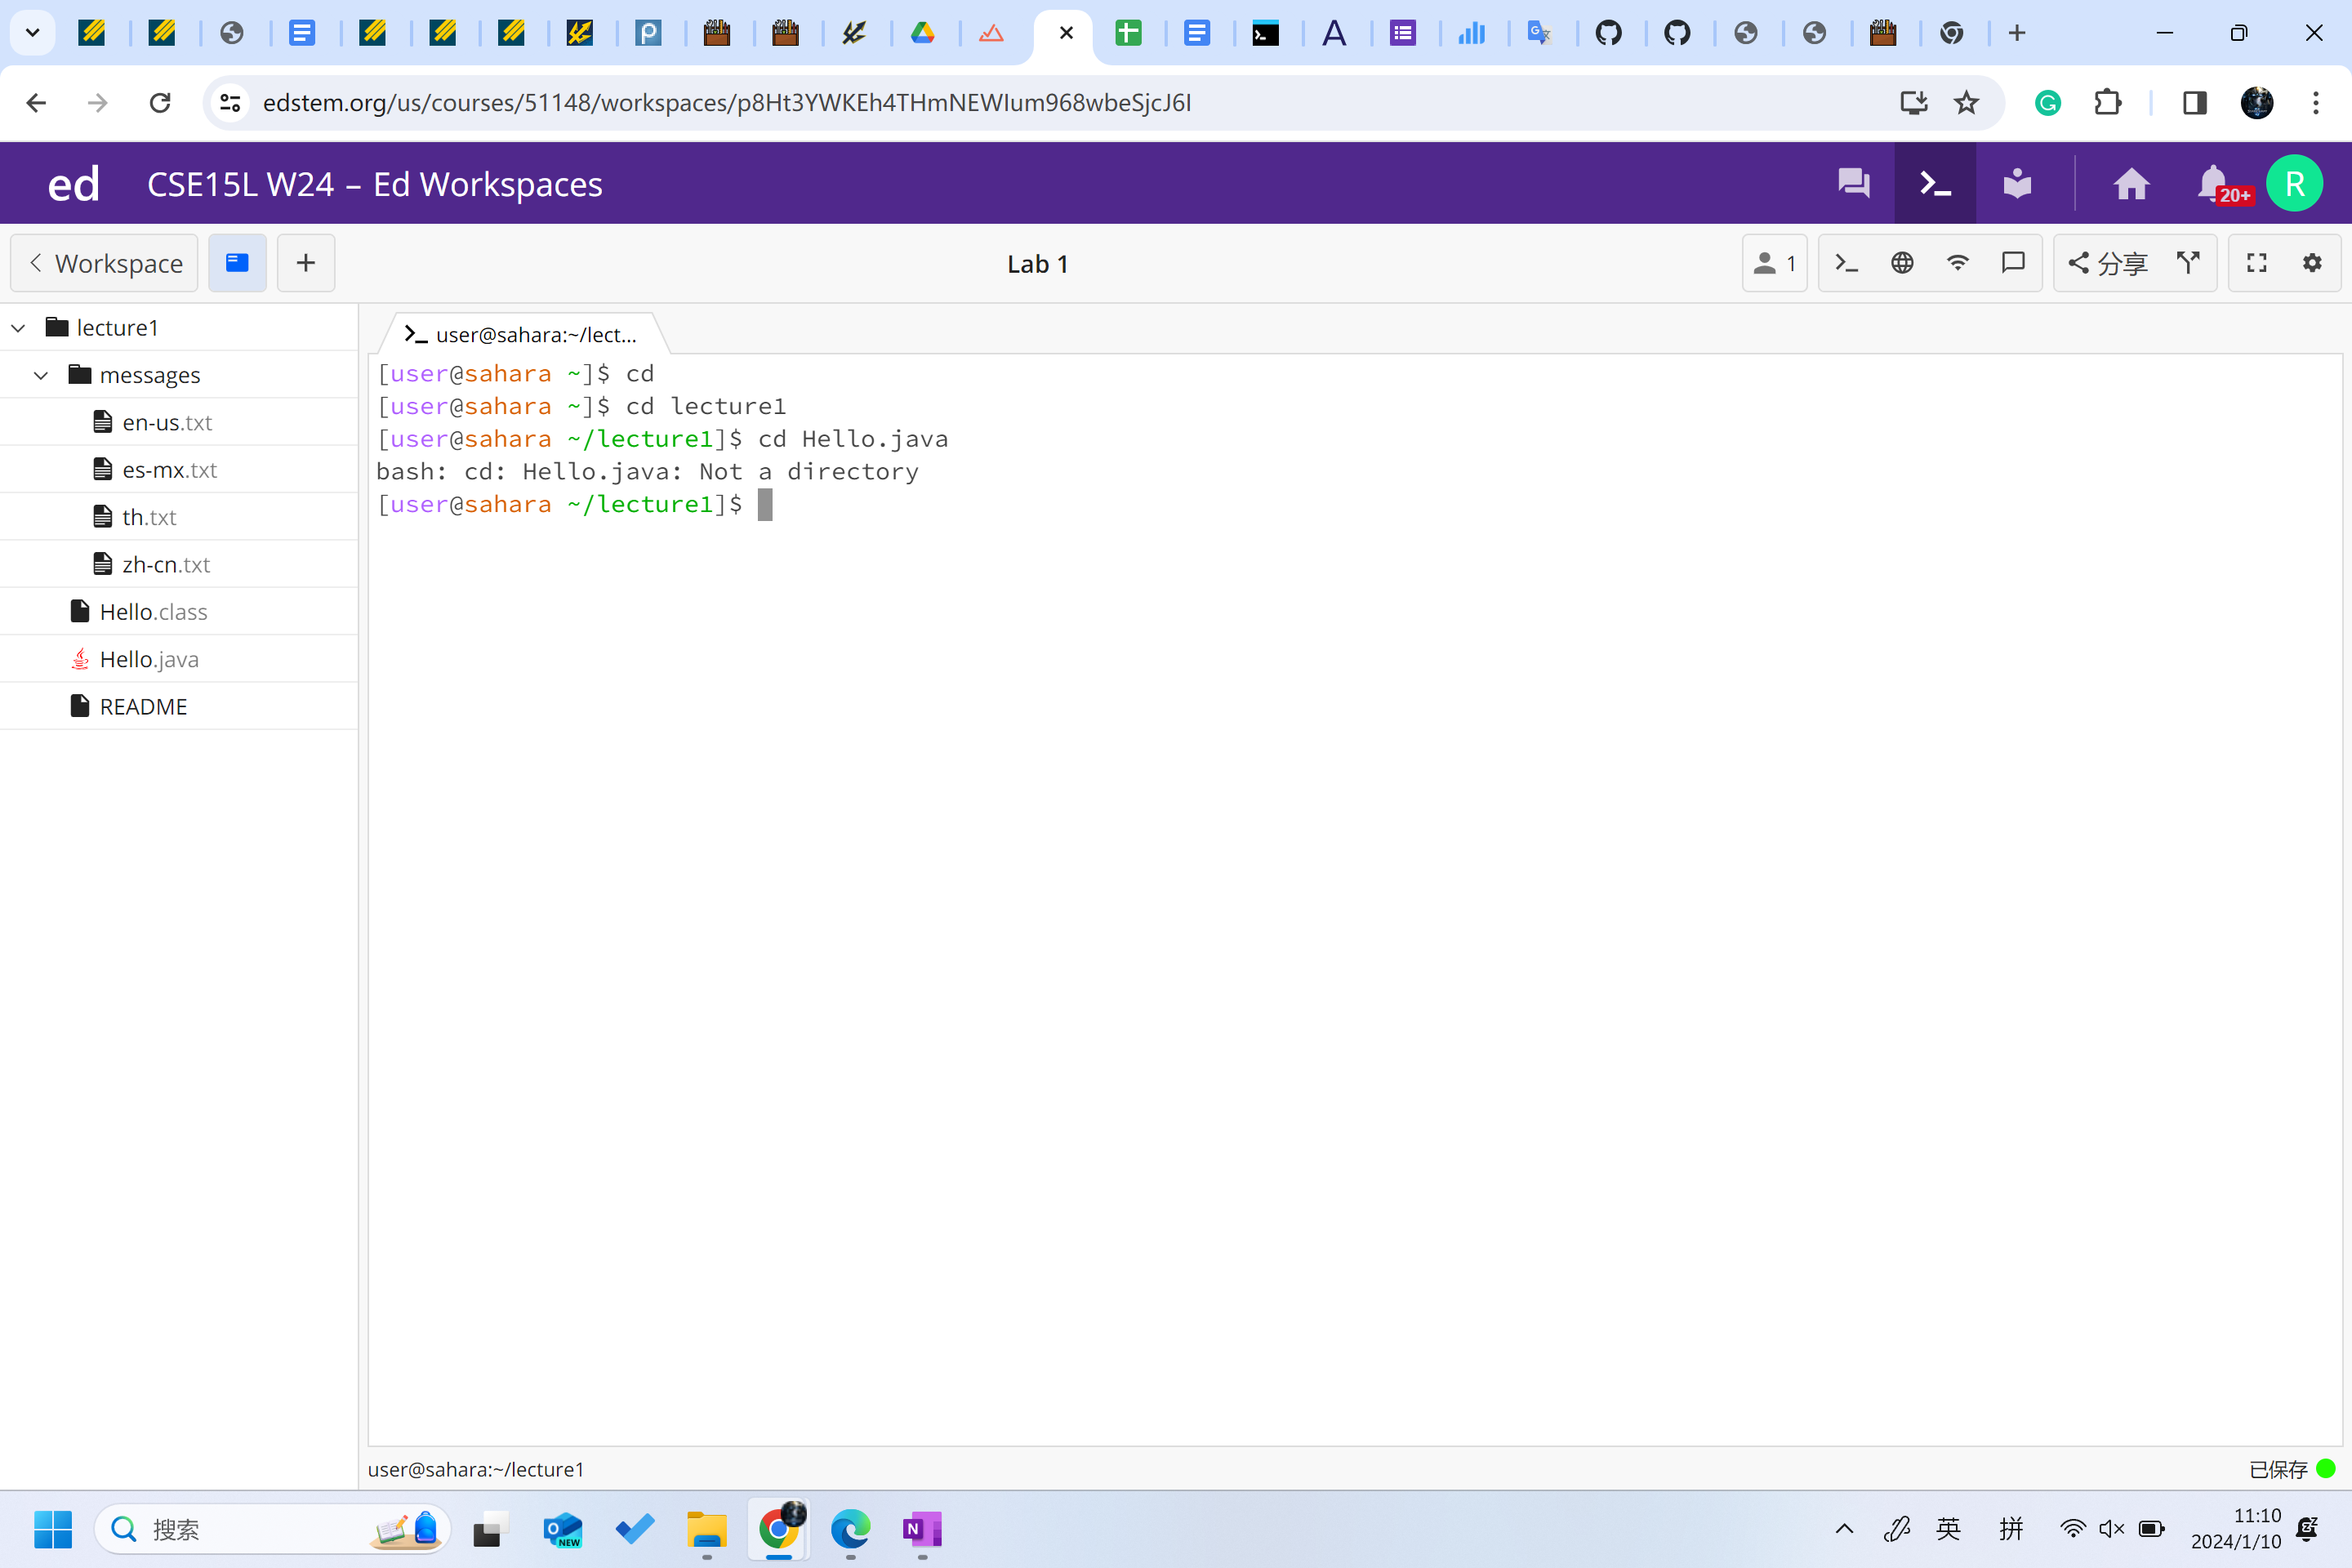 edstem.org/us/courses/51148/workspaces/p8Ht3YWKEh4THmNEWIum968wbeSjcJ6I
ed CSE15L W24 – Ed Workspaces 20+ R
Workspace Lab 1 1 分享
lecture1
messages
en-us.txt
es-mx.txt
th.txt
zh-cn.txt
Hello.class
Hello.java
README
user@sahara:~/lect...
[user@sahara ~]$ cd
[user@sahara ~]$ cd lecture1
[user@sahara ~/lecture1]$ cd Hello.java
bash: cd: Hello.java: Not a directory
[user@sahara ~/lecture1]$
user@sahara:~/lecture1 已保存
搜索 NEW 英 拼 11:10
2024/1/10